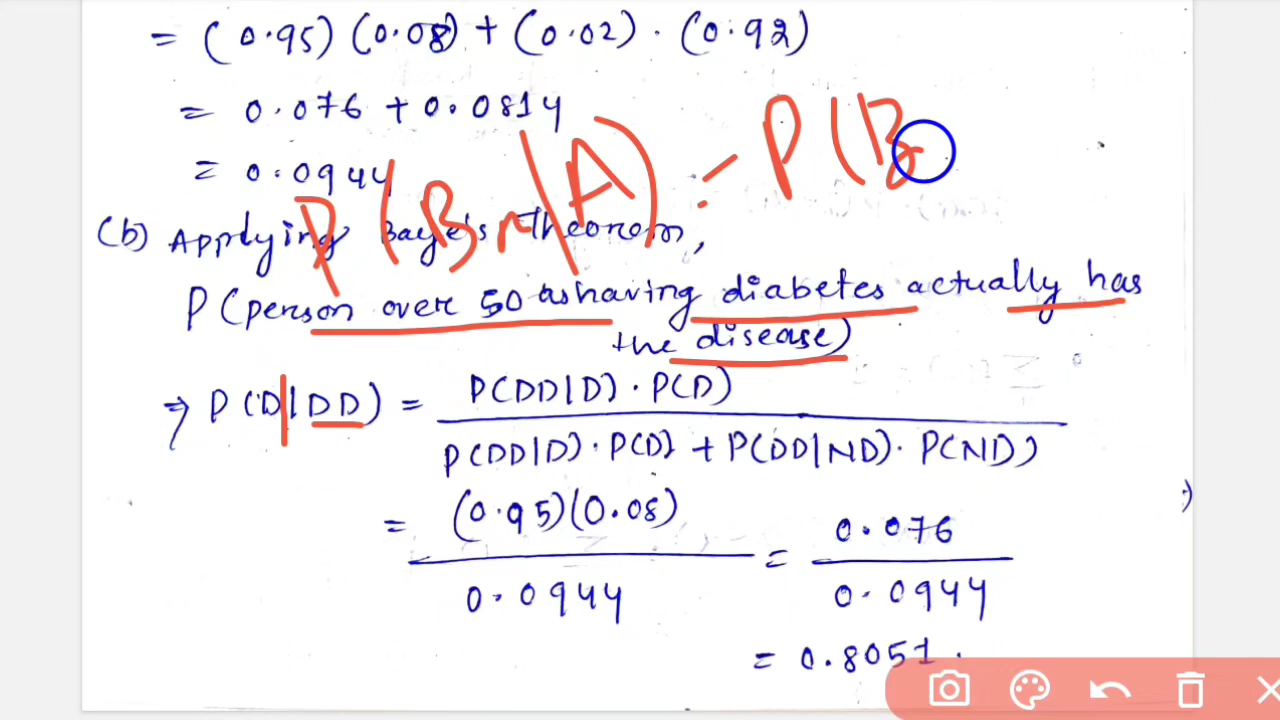 = (0.95) (0.08) + (0.02) . (0.92)
= 0.076 + 0.0814
= 0.0944
P(Br|A) = P(B
(b) Applying Baye's Theorem,
P(person over 50 as having diabetes actually has
the disease)
⇒ P(D|DD) = P(DD|D) . P(D)
P(DD|D) . P(D) + P(DD|ND) . P(ND)
= (0.95)(0.08) = 0.076
0.0944 0.0944
= 0.8051.